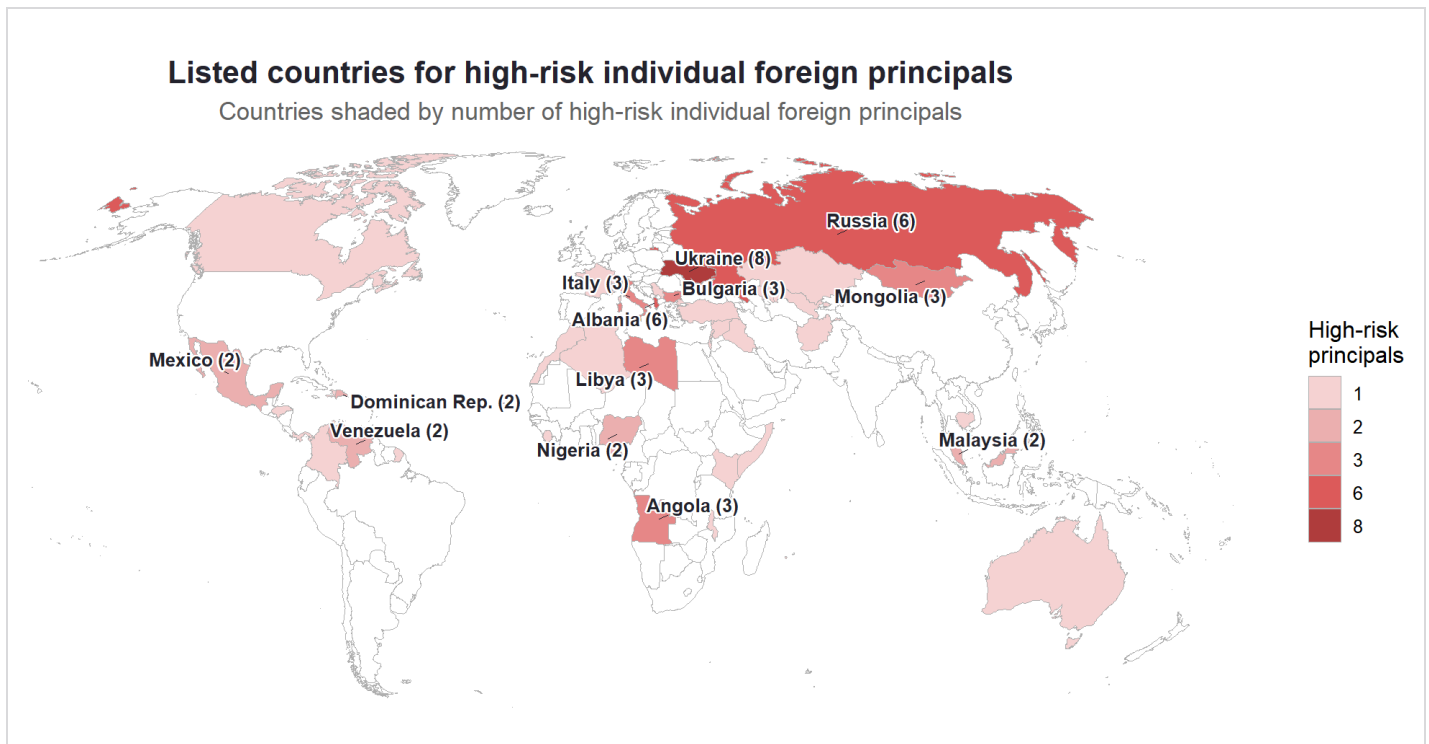 Listed countries for high-risk individual foreign principals
Countries shaded by number of high-risk individual foreign principals
Russia (6)
Ukraine (8)
Italy (3)
Bulgaria (3)
Mongolia (3)
Albania (6)
Mexico (2)
Libya (3)
Dominican Rep. (2)
Venezuela (2)
Nigeria (2)
Malaysia (2)
Angola (3)
High-risk
principals
1
2
3
6
8